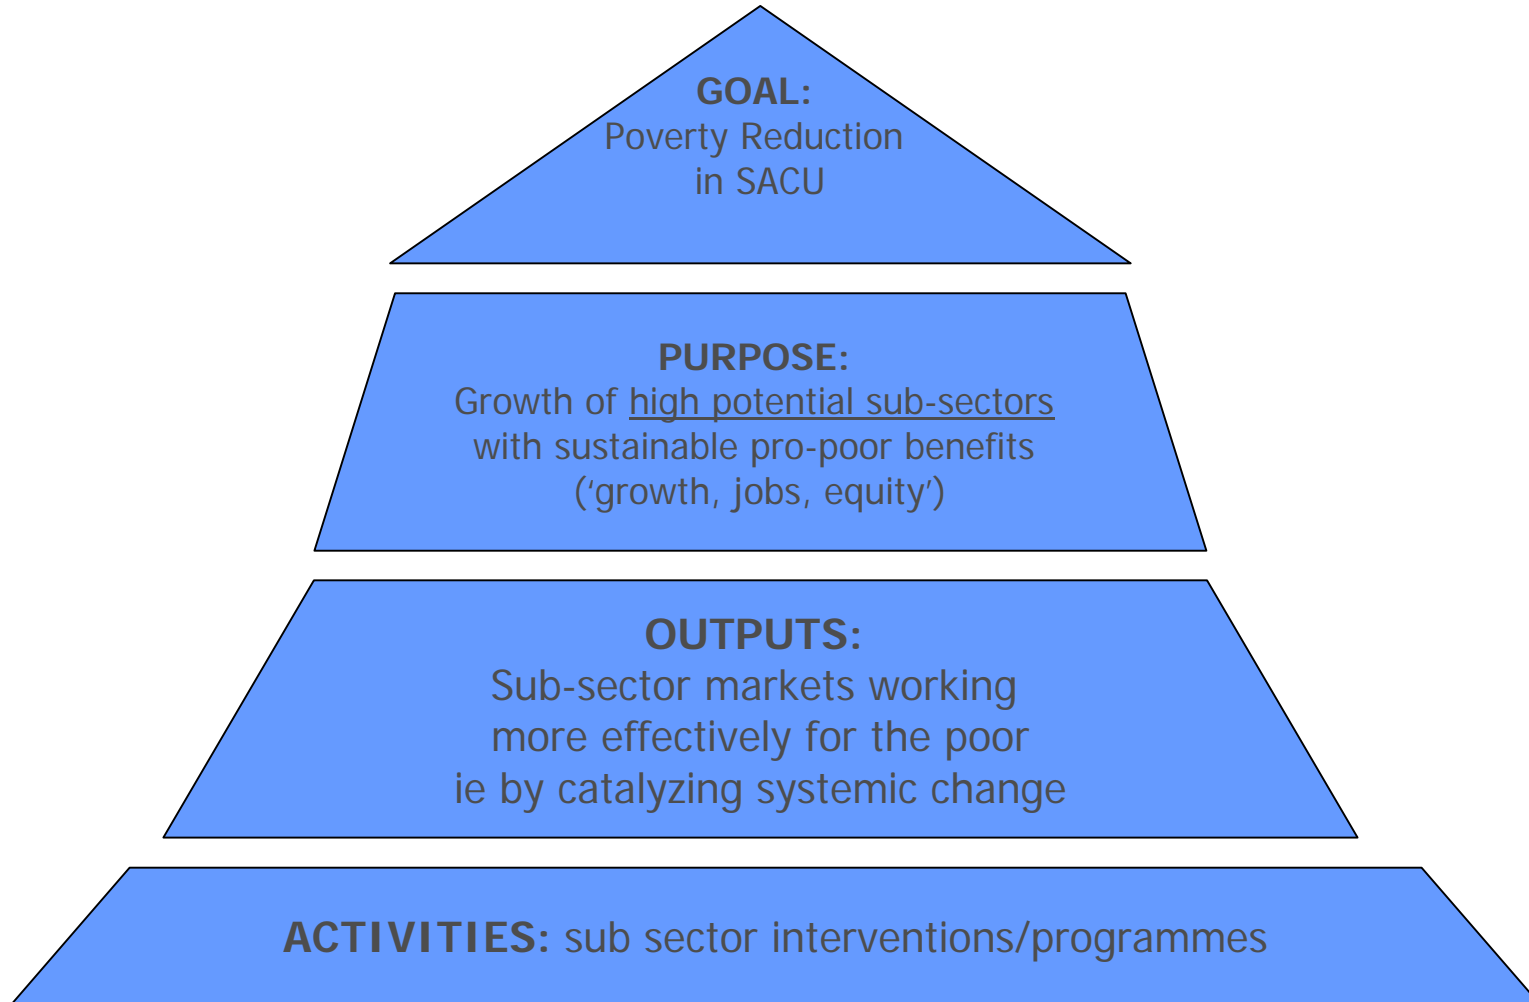 GOAL:
Poverty Reduction
in SACU
PURPOSE:
Growth of high potential sub-sectors
with sustainable pro-poor benefits
(‘growth, jobs, equity’)
OUTPUTS:
Sub-sector markets working
more effectively for the poor
ie by catalyzing systemic change
ACTIVITIES: sub sector interventions/programmes